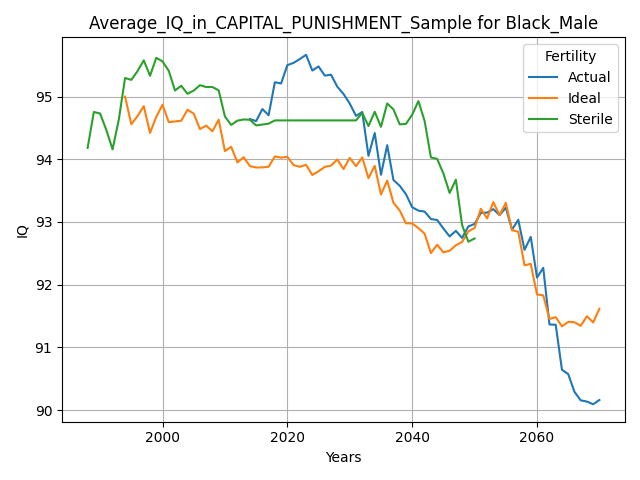 Average_IQ_in_CAPITAL_PUNISHMENT_Sample for Black_Male
Fertility
Actual
Ideal
Sterile
IQ
95
94
93
92
91
90
2000
2020
2040
2060
Years